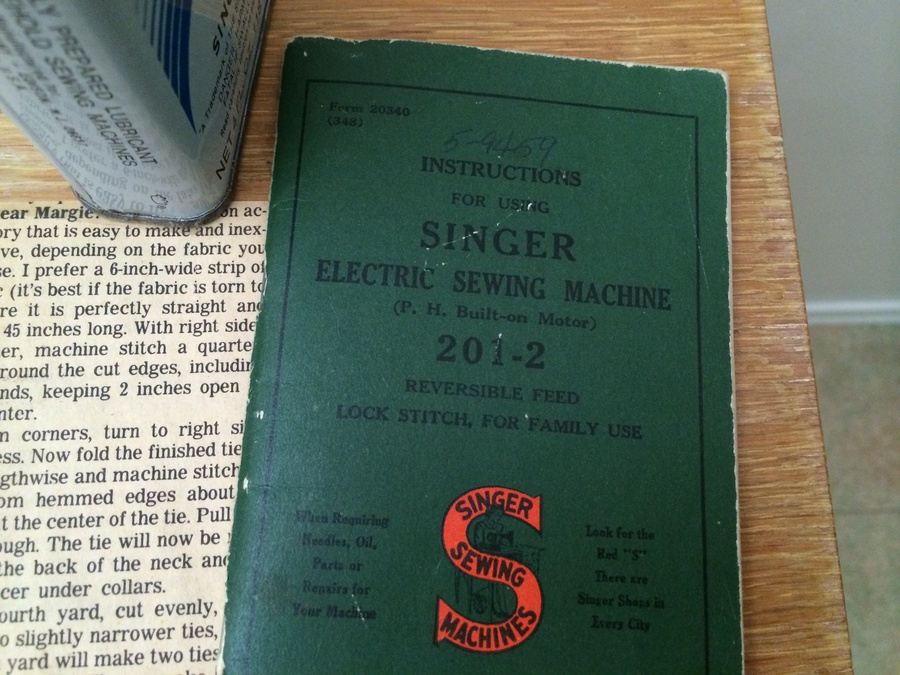 LY PREPARED LUBRICANT
HOLD SEWING MACHINES
SIN
NET
Form 20340
(348)
5-9459
INSTRUCTIONS
FOR USING
SINGER
ELECTRIC SEWING MACHINE
(P. H. Built-on Motor)
201-2
REVERSIBLE FEED
LOCK STITCH, FOR FAMILY USE
When Requiring
Needles, Oil,
Parts or
Repairs for
Your Machine
SINGER
SEWING
MACHINES
Look for the
Red "S"
There are
Singer Shops in
Every City
ear Margie:
on ac-
ory that is easy to make and inex-
ve, depending on the fabric you
se. I prefer a 6-inch-wide strip of
c (it's best if the fabric is torn to
re it is perfectly straight and
45 inches long. With right side
er, machine stitch a quarte
round the cut edges, includin
nds, keeping 2 inches open
nter.
n corners, turn to right si
ess. Now fold the finished tie
gthwise and machine stitch
om hemmed edges about
t the center of the tie. Pull
ough. The tie will now be
the back of the neck and
cer under collars.
ourth yard, cut evenly,
o slightly narrower ties,
yard will make two ties